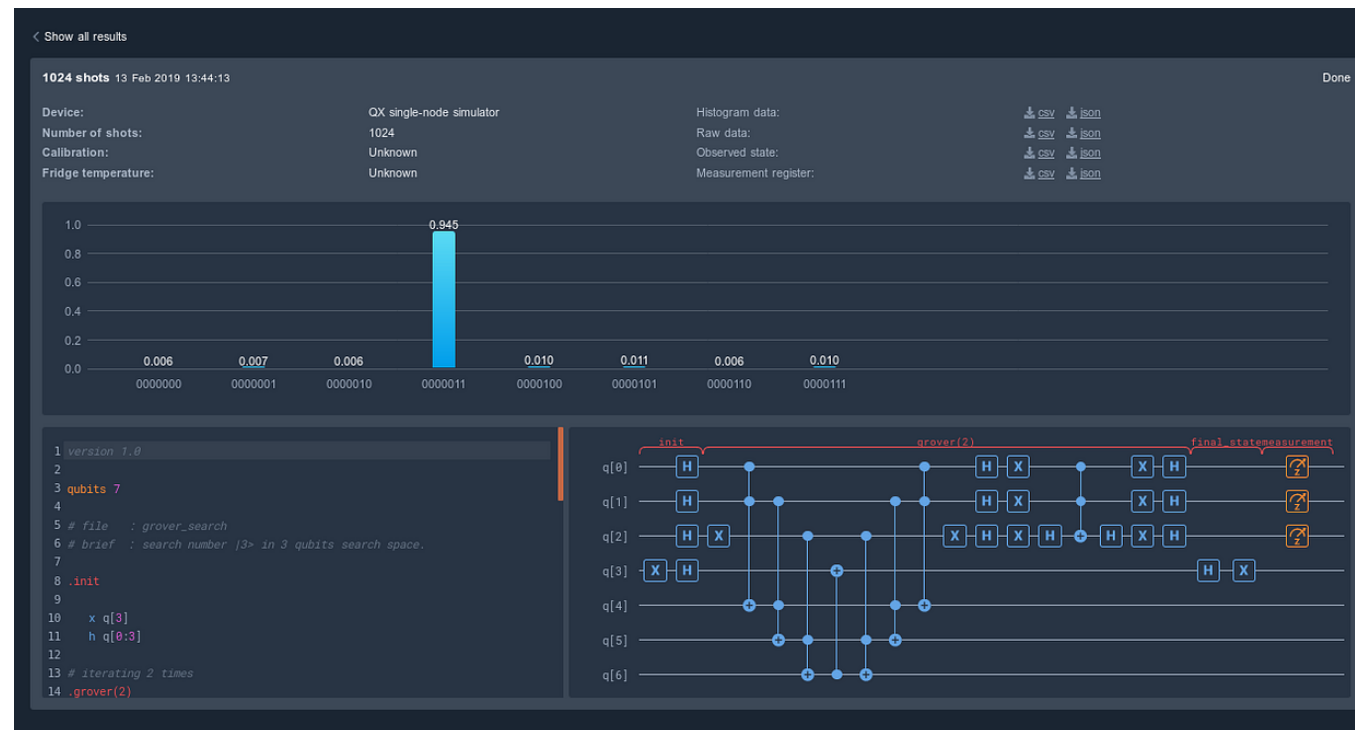 Show all results
1024 shots 13 Feb 2019 13:44:13 Done
Device: QX single-node simulator Histogram data: csv json
Number of shots: 1024 Raw data: csv json
Calibration: Unknown Observed state: csv json
Fridge temperature: Unknown Measurement register: csv json
1.0
0.8
0.6
0.4
0.2
0.0
0.006 0.007 0.006 0.945 0.010 0.011 0.006 0.010
0000000 0000001 0000010 0000011 0000100 0000101 0000110 0000111
1 version 1.0
2
3 qubits 7
4
5 # file : grover_search
6 # brief : search number |3> in 3 qubits search space.
7
8 .init
9
10 x q[3]
11 h q[0:3]
12
13 # iterating 2 times
14 .grover(2)
init grover(2) final_statemeasurement
q[0] H H X X H z
q[1] H H X X H z
q[2] H X X H X H H X H z
q[3] X H H X
q[4]
q[5]
q[6]